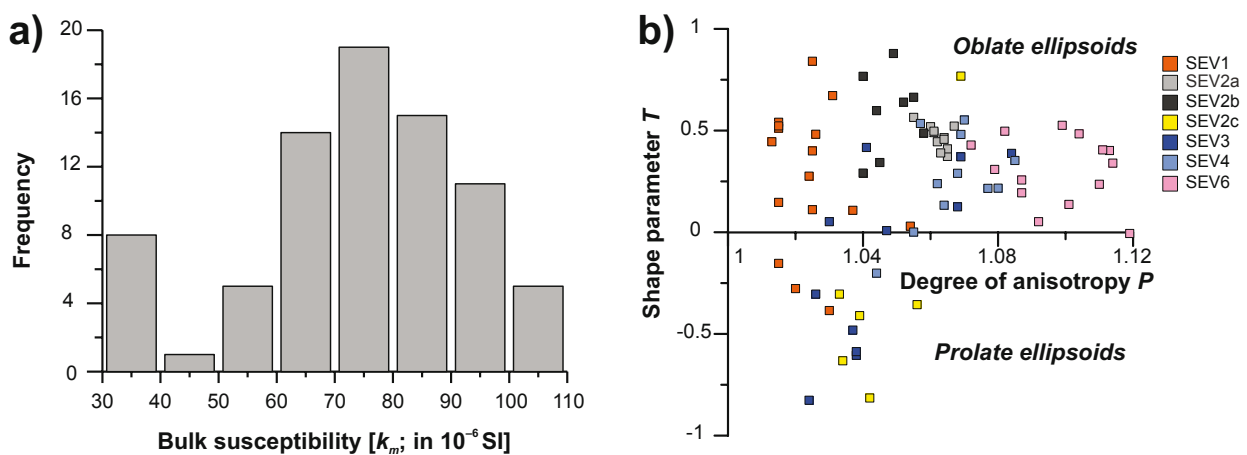 a)
20
16
12
8
4
0
Frequency
30 40 50 60 70 80 90 100 110
Bulk susceptibility [km; in 10⁻⁶ SI]
b)
1
0.5
0
-0.5
-1
Shape parameter T
Oblate ellipsoids
1 1.04 1.08 1.12
Degree of anisotropy P
Prolate ellipsoids
SEV1
SEV2a
SEV2b
SEV2c
SEV3
SEV4
SEV6